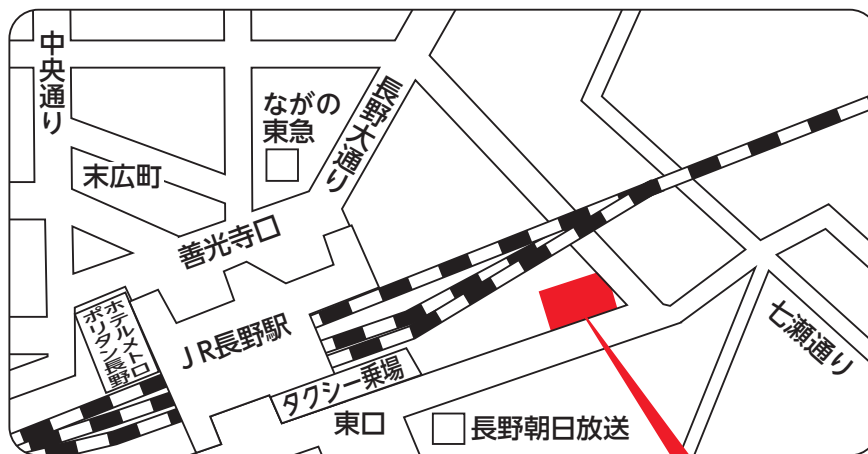 中央通り
ながの
東急
長野大通り
末広町
善光寺口
ホテルメトロ
ポリタン長野
JR長野駅
タクシー乗場
東口
長野朝日放送
七瀬通り